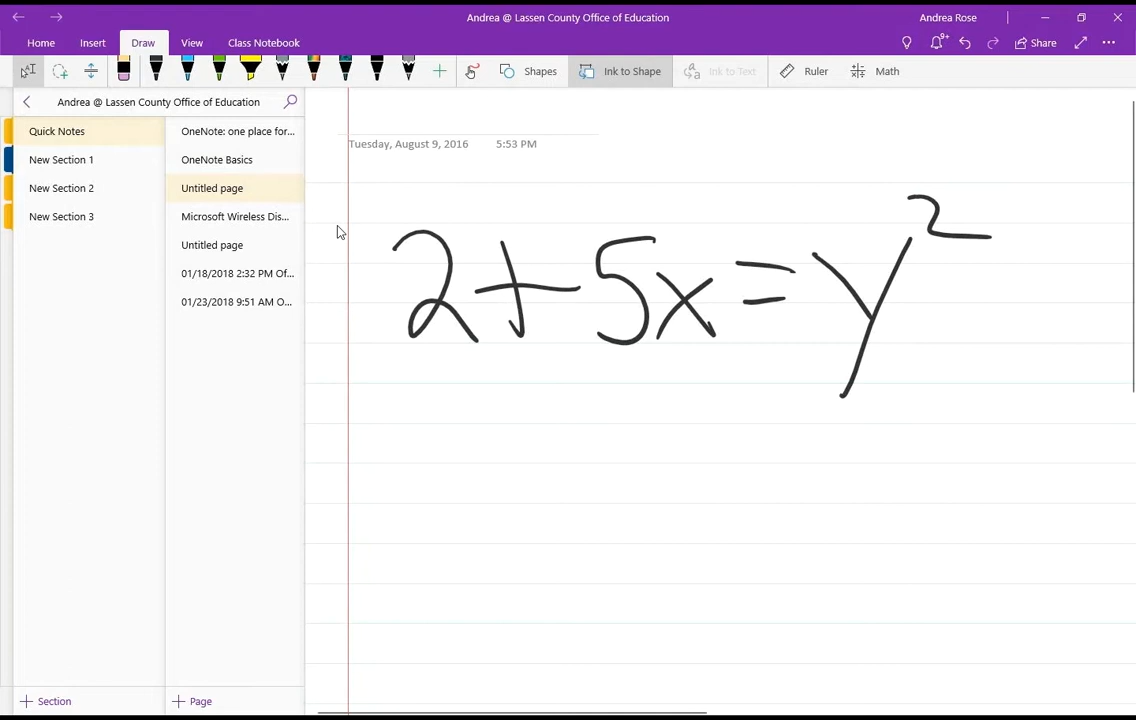 Andrea @ Lassen County Office of Education
Andrea Rose
Home Insert Draw View Class Notebook
9+ Share
Shapes Ink to Shape Ink to Text Ruler Math
Andrea @ Lassen County Office of Education
Quick Notes
New Section 1
New Section 2
New Section 3
OneNote: one place for...
OneNote Basics
Untitled page
Microsoft Wireless Dis...
Untitled page
01/18/2018 2:32 PM Of...
01/23/2018 9:51 AM O...
Tuesday, August 9, 2016 5:53 PM
2+5x=y²
+ Section
+ Page